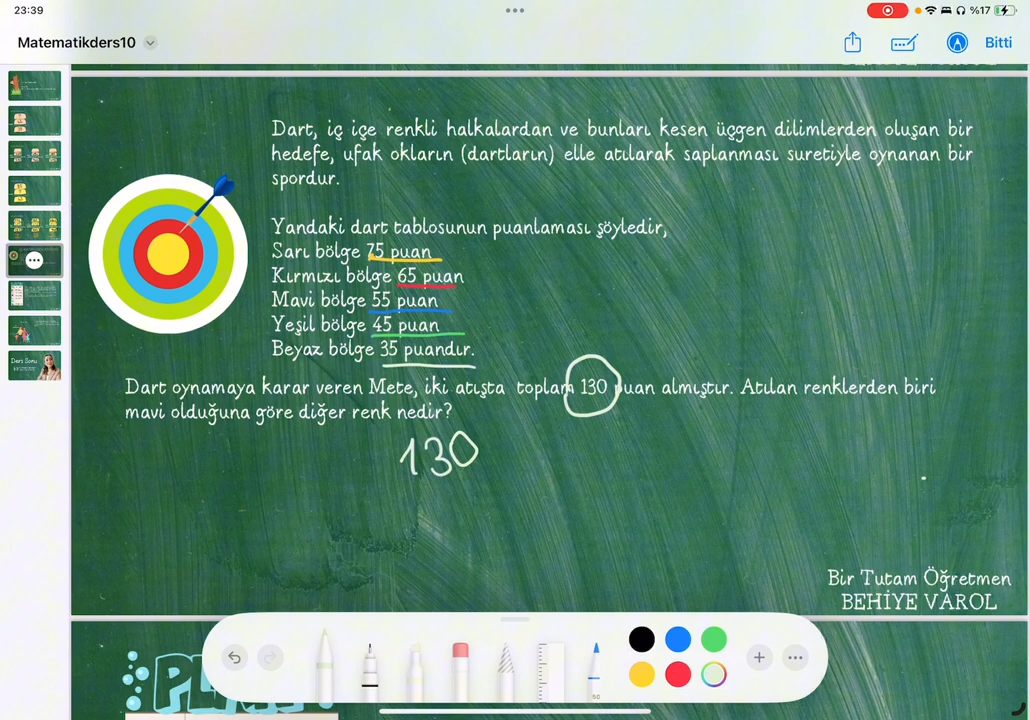 23:39
%17
Matematikders10
Bitti
Dart, iç içe renkli halkalardan ve bunları kesen üçgen dilimlerden oluşan bir
hedefe, ufak okların (dartların) elle atılarak saplanması suretiyle oynanan bir
spordur.
Yandaki dart tablosunun puanlaması şöyledir,
Sarı bölge 75 puan
Kırmızı bölge 65 puan
Mavi bölge 55 puan
Yeşil bölge 45 puan
Beyaz bölge 35 puandır.
Dart oynamaya karar veren Mete, iki atışta toplam 130 puan almıştır. Atılan renklerden biri
mavi olduğuna göre diğer renk nedir?
130
Bir Tutam Öğretmen
BEHİYE VAROL
Ders Sonu
50